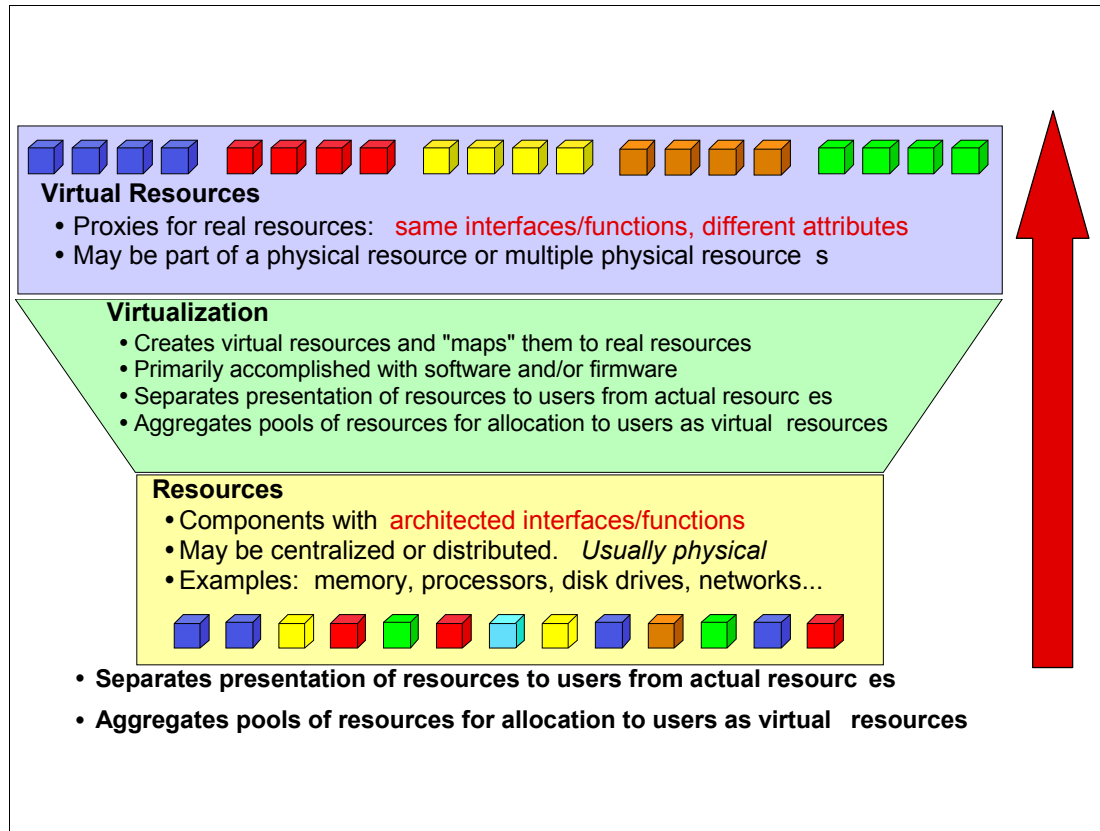 Virtual Resources
• Proxies for real resources: same interfaces/functions, different attributes
• May be part of a physical resource or multiple physical resource s
Virtualization
• Creates virtual resources and "maps" them to real resources
• Primarily accomplished with software and/or firmware
• Separates presentation of resources to users from actual resourc es
• Aggregates pools of resources for allocation to users as virtual resources
Resources
• Components with architected interfaces/functions
• May be centralized or distributed. Usually physical
• Examples: memory, processors, disk drives, networks...
• Separates presentation of resources to users from actual resourc es
• Aggregates pools of resources for allocation to users as virtual resources